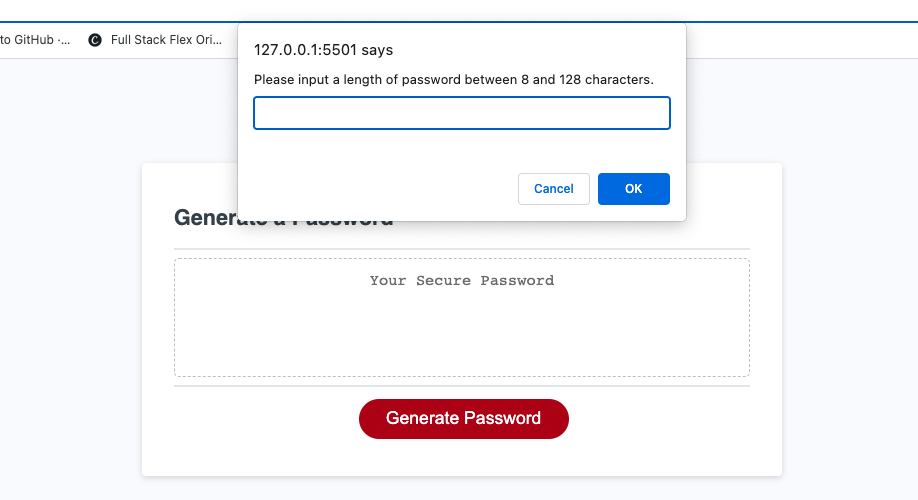 to GitHub ·... C Full Stack Flex Ori...
127.0.0.1:5501 says
Please input a length of password between 8 and 128 characters.
Cancel OK
Generate a Password
Your Secure Password
Generate Password